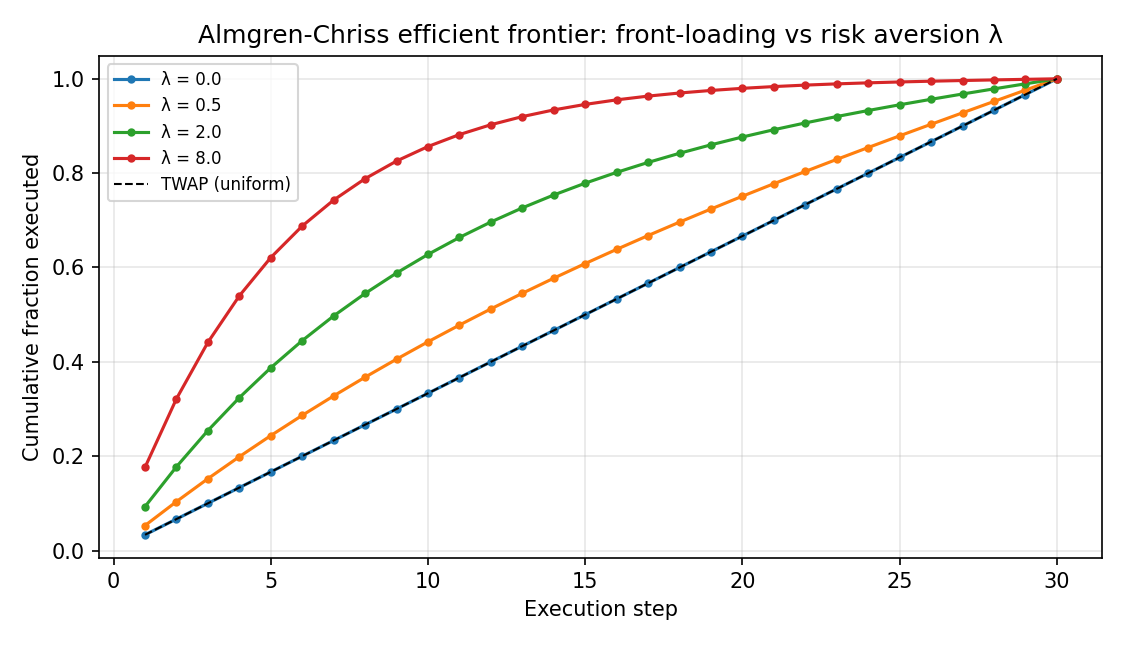 Almgren-Chriss efficient frontier: front-loading vs risk aversion λ
λ = 0.0
λ = 0.5
λ = 2.0
λ = 8.0
TWAP (uniform)
Cumulative fraction executed
1.0
0.8
0.6
0.4
0.2
0.0
0 5 10 15 20 25 30
Execution step